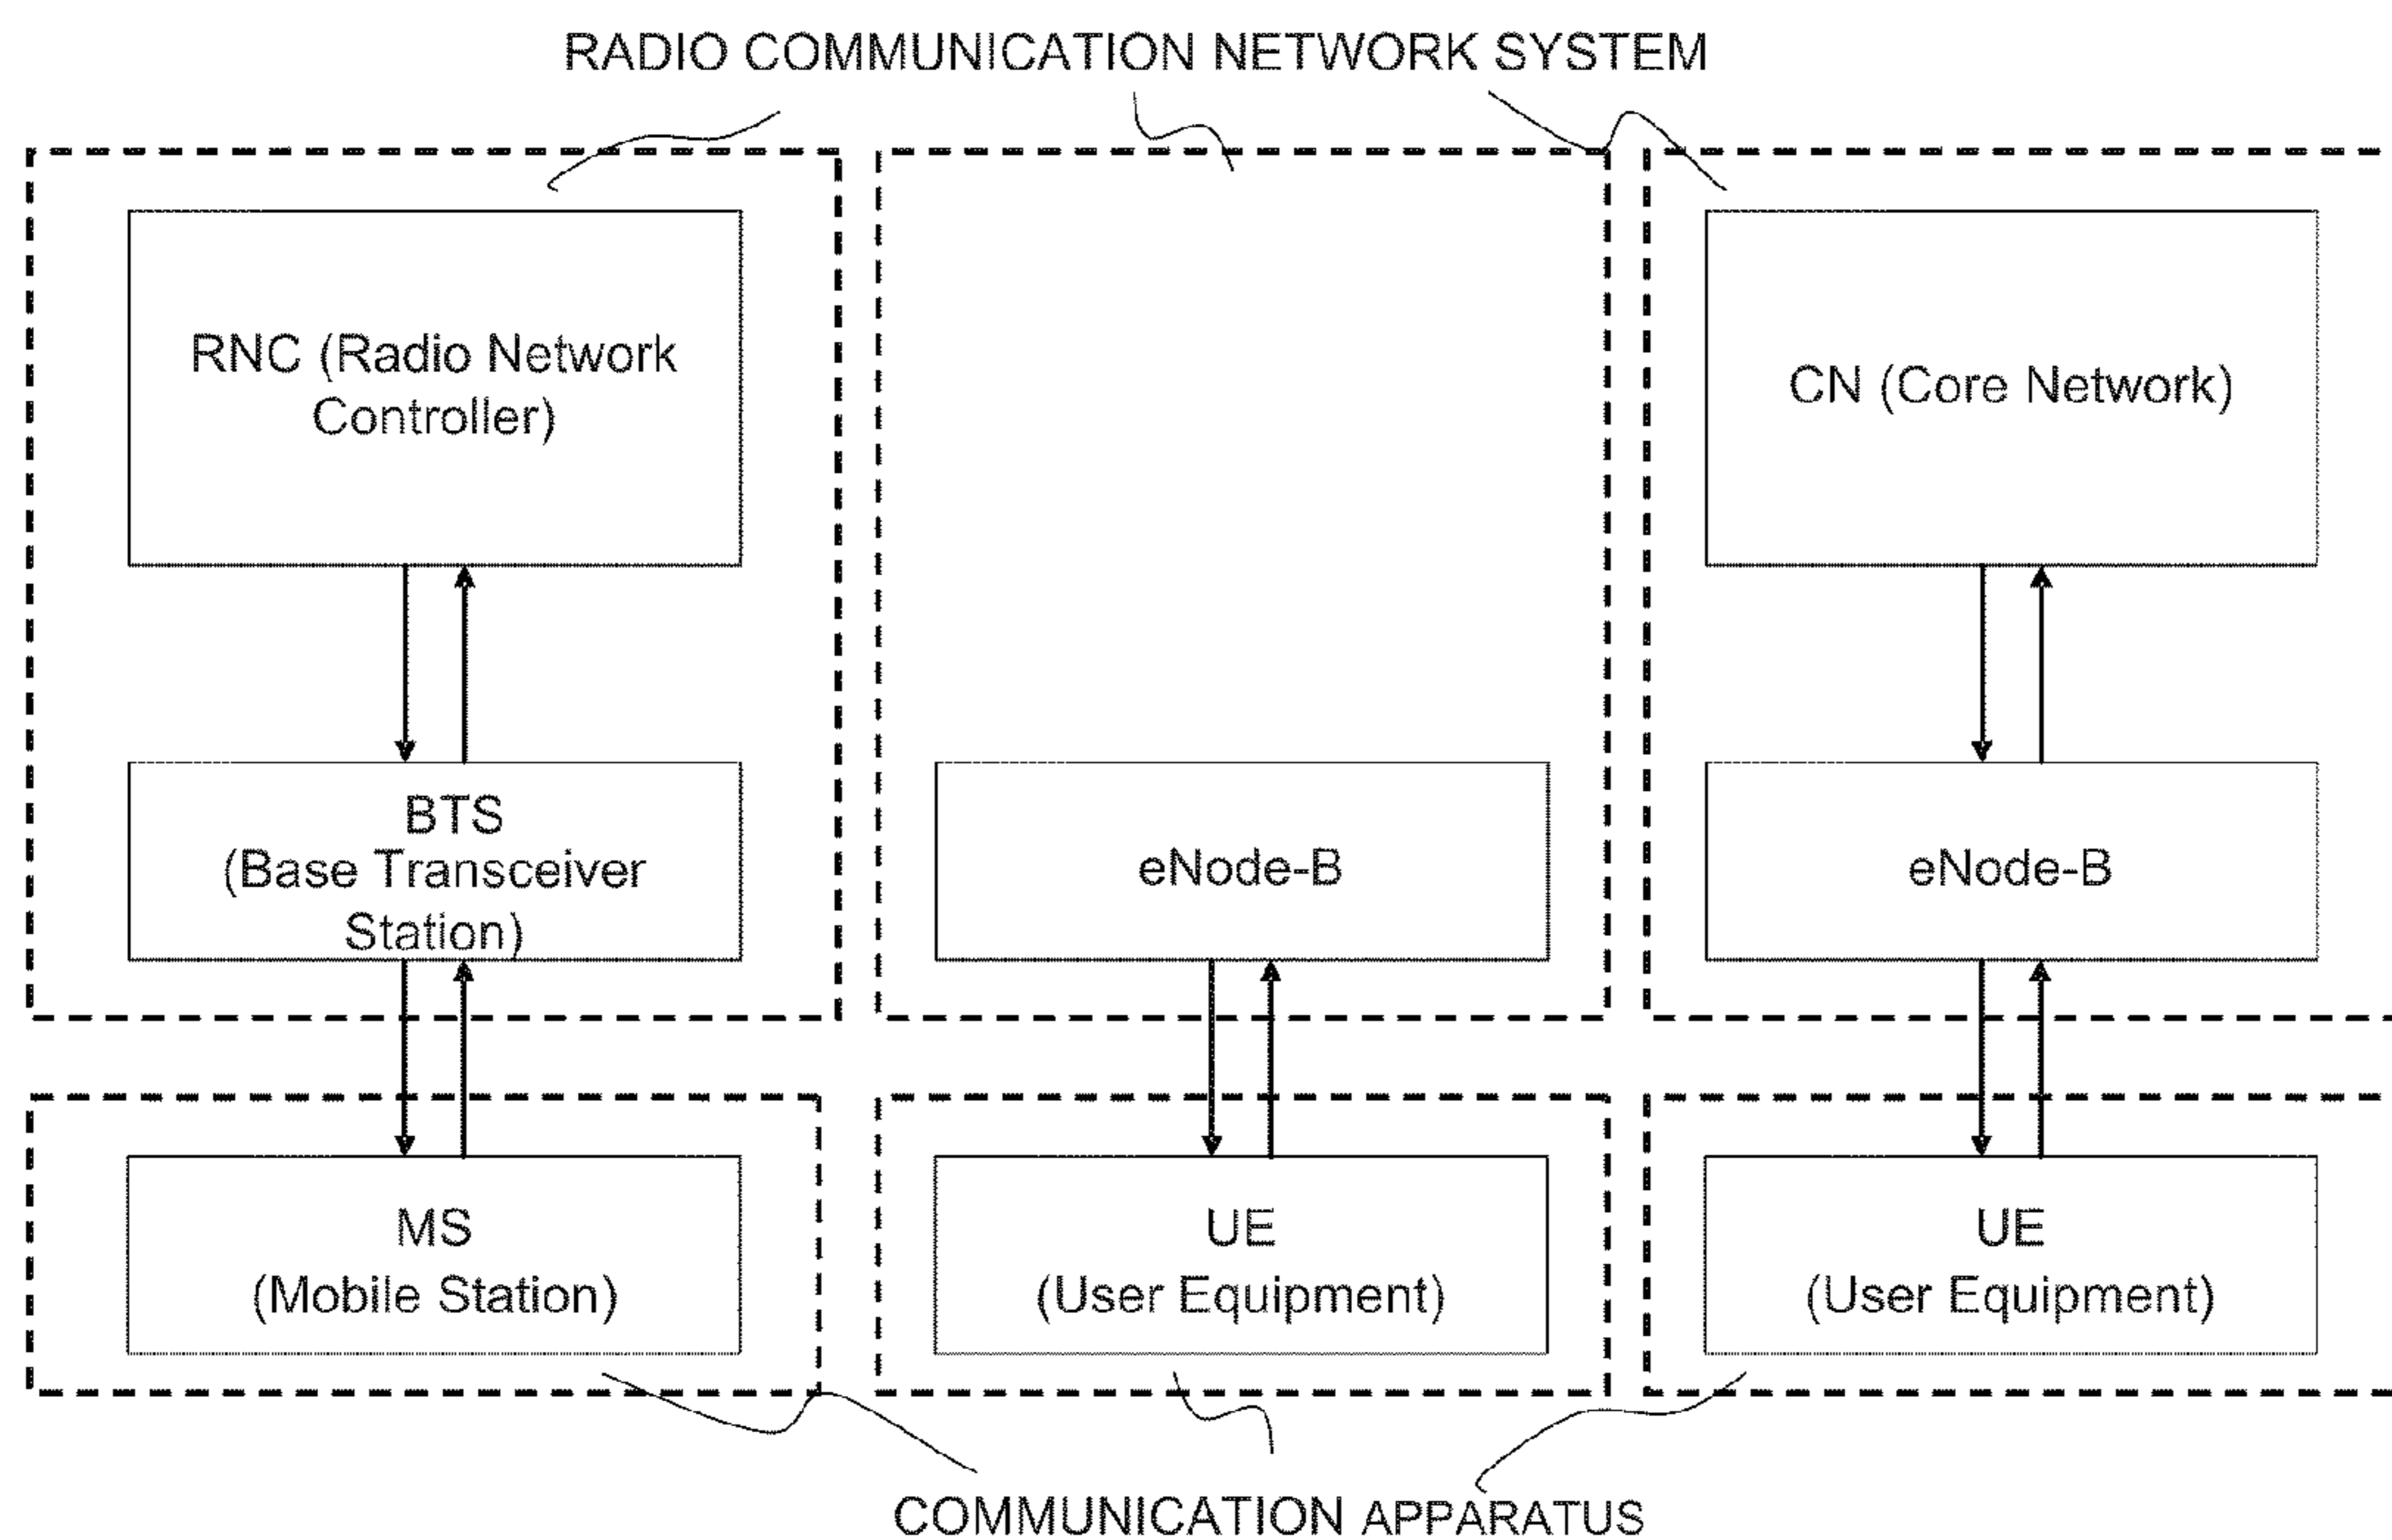 RADIO COMMUNICATION NETWORK SYSTEM
RNC (Radio Network
Controller)
CN (Core Network)
BTS
(Base Transceiver
Station)
eNode-B
eNode-B
MS
(Mobile Station)
UE
(User Equipment)
UE
(User Equipment)
COMMUNICATION APPARATUS